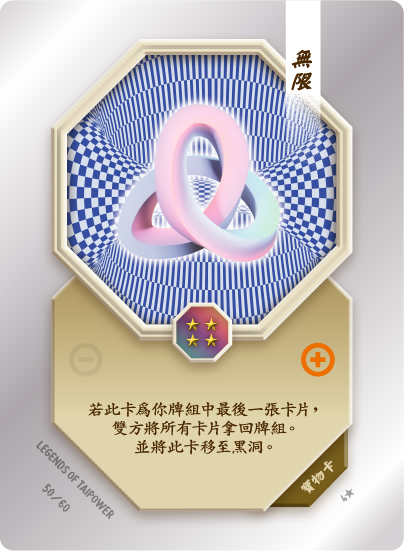 無限
若此卡爲你牌組中最後一張卡片，
雙方將所有卡片拿回牌組。
並將此卡移至黑洞。
寶物卡
4★
LEGENDS OF TAIPOWER
50/60